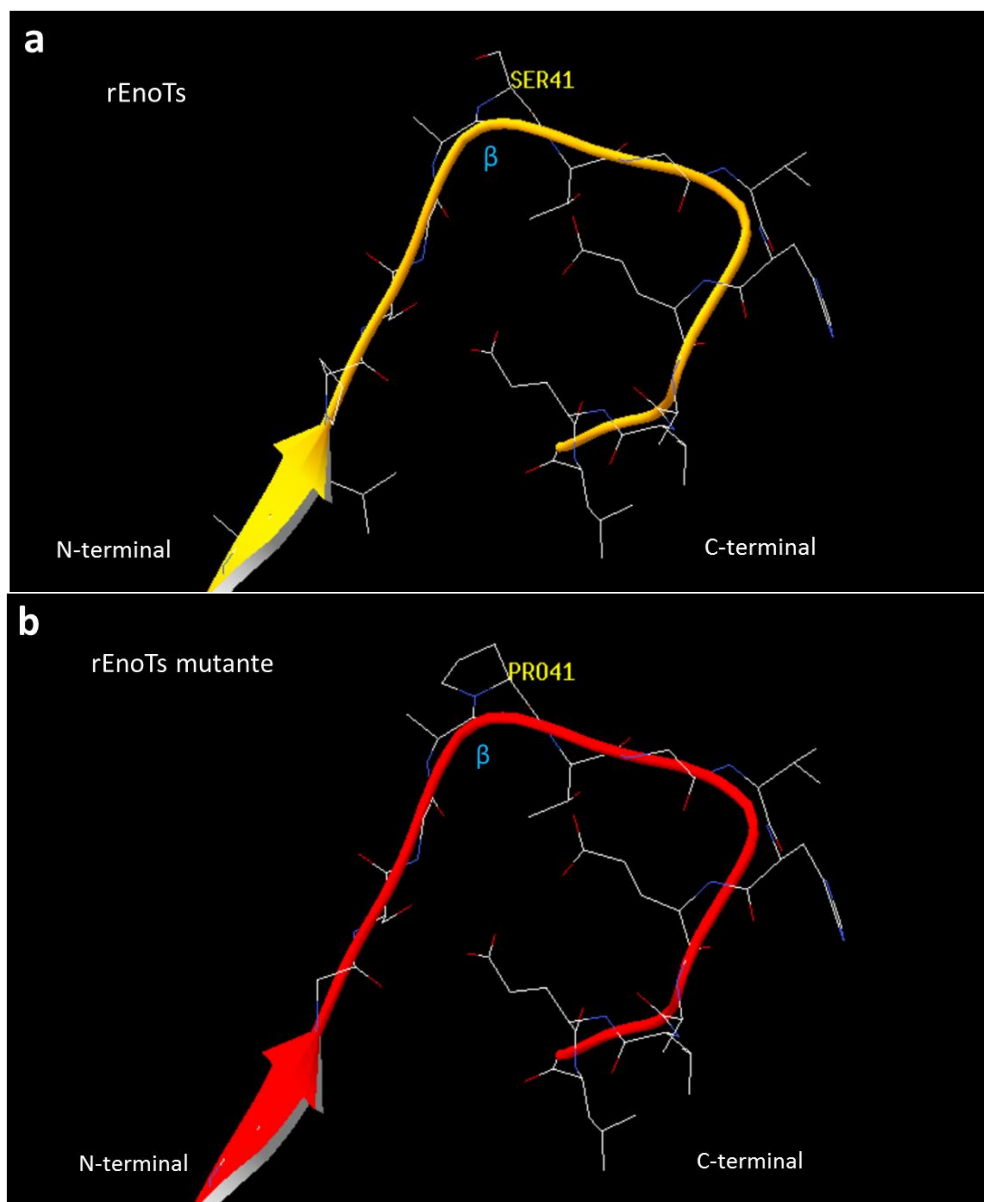 a
rEnoTs
SER41
β
N-terminal
C-terminal
b
rEnoTs mutante
PRO41
β
N-terminal
C-terminal